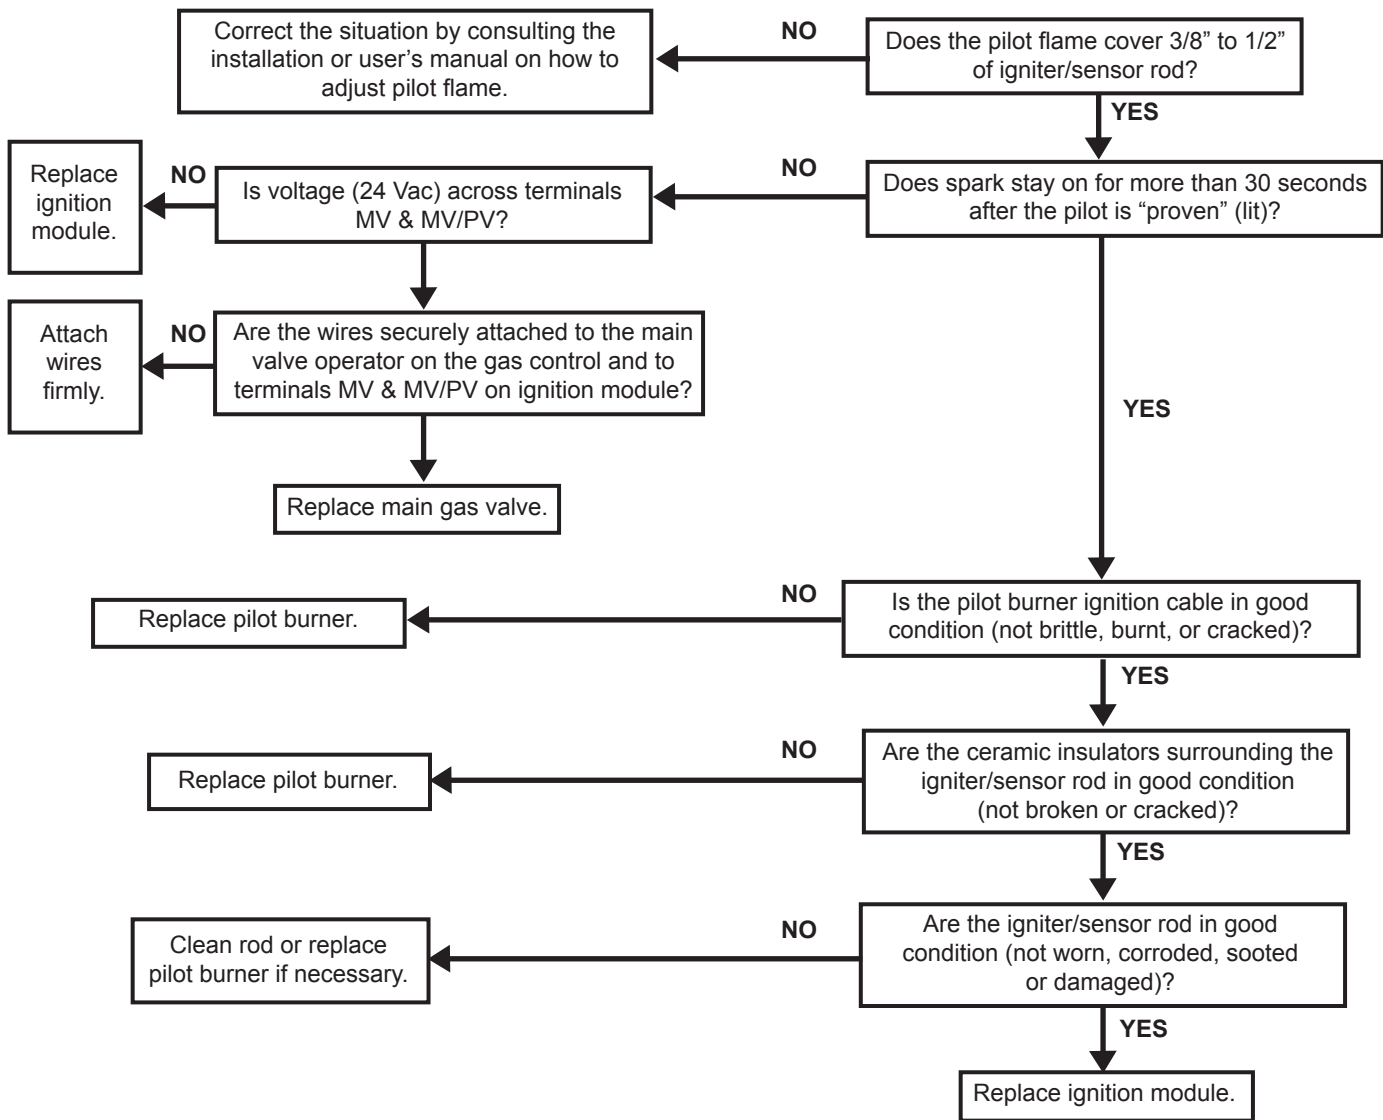 Correct the situation by consulting the
installation or user’s manual on how to
adjust pilot flame.
NO
Does the pilot flame cover 3/8” to 1/2”
of igniter/sensor rod?
YES
Replace
ignition
module.
NO
Is voltage (24 Vac) across terminals
MV & MV/PV?
NO
Does spark stay on for more than 30 seconds
after the pilot is “proven” (lit)?
Attach
wires
firmly.
NO
Are the wires securely attached to the main
valve operator on the gas control and to
terminals MV & MV/PV on ignition module?
YES
Replace main gas valve.
Replace pilot burner.
NO
Is the pilot burner ignition cable in good
condition (not brittle, burnt, or cracked)?
YES
Replace pilot burner.
NO
Are the ceramic insulators surrounding the
igniter/sensor rod in good condition
(not broken or cracked)?
YES
Clean rod or replace
pilot burner if necessary.
NO
Are the igniter/sensor rod in good
condition (not worn, corroded, sooted
or damaged)?
YES
Replace ignition module.